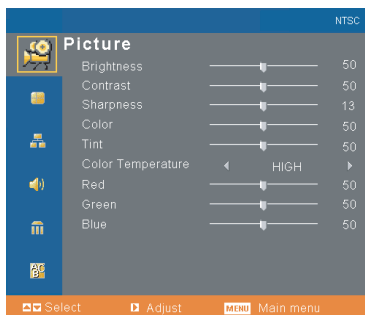 NTSC
Picture
Brightness 50
Contrast 50
Sharpness 13
Color 50
Tint 50
Color Temperature HIGH
Red 50
Green 50
Blue 50
Select Adjust MENU Main menu